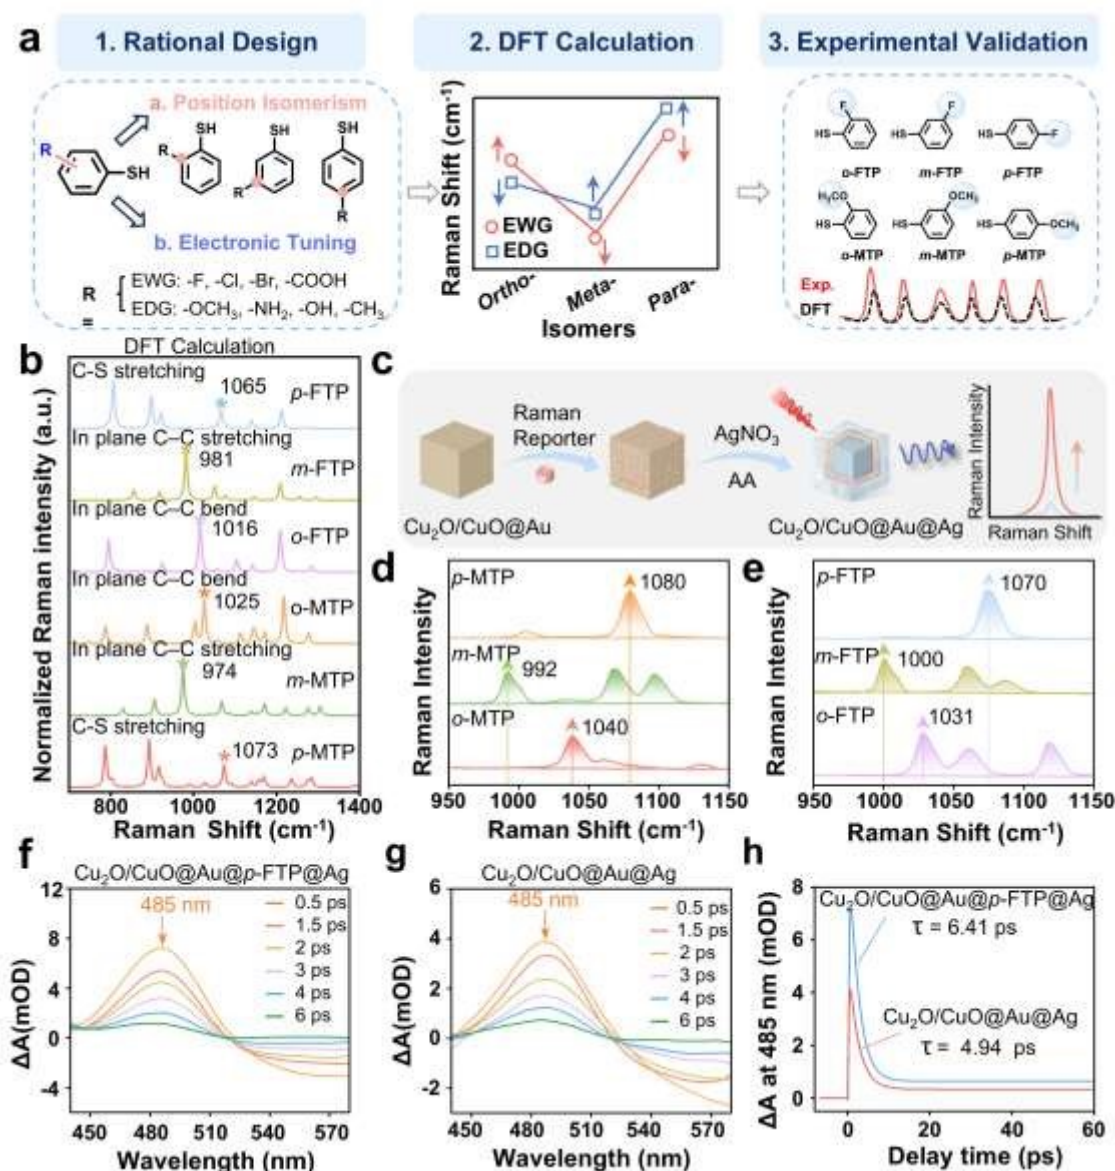 a
1. Rational Design
2. DFT Calculation
3. Experimental Validation
a. Position Isomerism
R
SH
SH
R
SH
R
SH
R
b. Electronic Tuning
R
=
EWG: -F, -Cl, -Br, -COOH
EDG: -OCH₃, -NH₂, -OH, -CH₃
Raman Shift (cm⁻¹)
EWG
EDG
Ortho-
Meta-
Para-
Isomers
F
HS
F
HS
HS
F
o-FTP
m-FTP
p-FTP
H₃CO
HS
OCH₃
HS
HS
OCH₃
o-MTP
m-MTP
p-MTP
Exp.
DFT
b
DFT Calculation
Normalized Raman intensity (a.u.)
C-S stretching
1065
p-FTP
In plane C–C stretching
981
m-FTP
In plane C–C bend
1016
o-FTP
In plane C–C bend
1025
o-MTP
In plane C–C stretching
974
m-MTP
C-S stretching
1073
p-MTP
800
1000
1200
1400
Raman Shift (cm⁻¹)
c
Raman
Reporter
AgNO₃
AA
Cu₂O/CuO@Au
Cu₂O/CuO@Au@Ag
Raman Intensity
Raman Shift
d
Raman Intensity
p-MTP
1080
m-MTP
992
o-MTP
1040
950
1000
1050
1100
1150
Raman Shift (cm⁻¹)
e
Raman Intensity
p-FTP
1070
m-FTP
1000
o-FTP
1031
950
1000
1050
1100
1150
Raman Shift (cm⁻¹)
f
Cu₂O/CuO@Au@p-FTP@Ag
485 nm
0.5 ps
1.5 ps
2 ps
3 ps
4 ps
6 ps
ΔA(mOD)
12
8
4
0
-4
450
480
510
540
570
Wavelength (nm)
g
Cu₂O/CuO@Au@Ag
485 nm
0.5 ps
1.5 ps
2 ps
3 ps
4 ps
6 ps
ΔA(mOD)
6
4
2
0
-2
450
480
510
540
570
Wavelength (nm)
h
ΔA at 485 nm (mOD)
8
6
4
2
0
Cu₂O/CuO@Au@p-FTP@Ag
τ = 6.41 ps
Cu₂O/CuO@Au@Ag
τ = 4.94 ps
0
20
40
60
Delay time (ps)